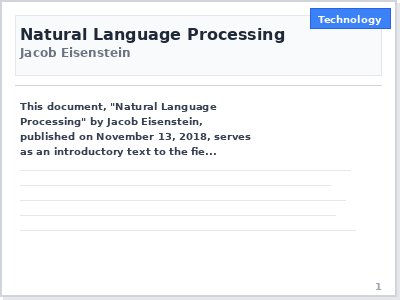 Technology
Natural Language Processing
Jacob Eisenstein
This document, "Natural Language
Processing" by Jacob Eisenstein,
published on November 13, 2018, serves
as an introductory text to the fie...
1